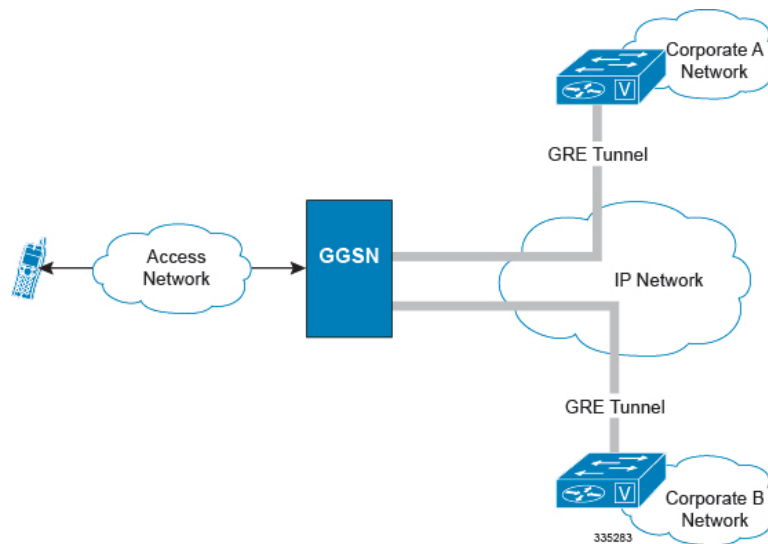 Corporate A
Network
V
GRE Tunnel
Access
Network
GGSN
IP Network
GRE Tunnel
V
Corporate B
Network
335283